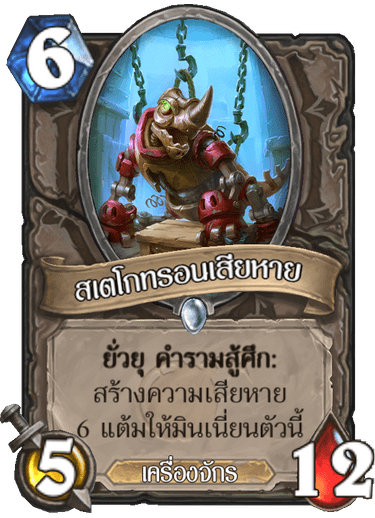 6
สเตโกทรอนเสียหาย
ยั่วยุ คำรามสู้ศึก:
สร้างความเสียหาย
6 แต้มให้มินเนี่ยนตัวนี้
5
เครื่องจักร
12